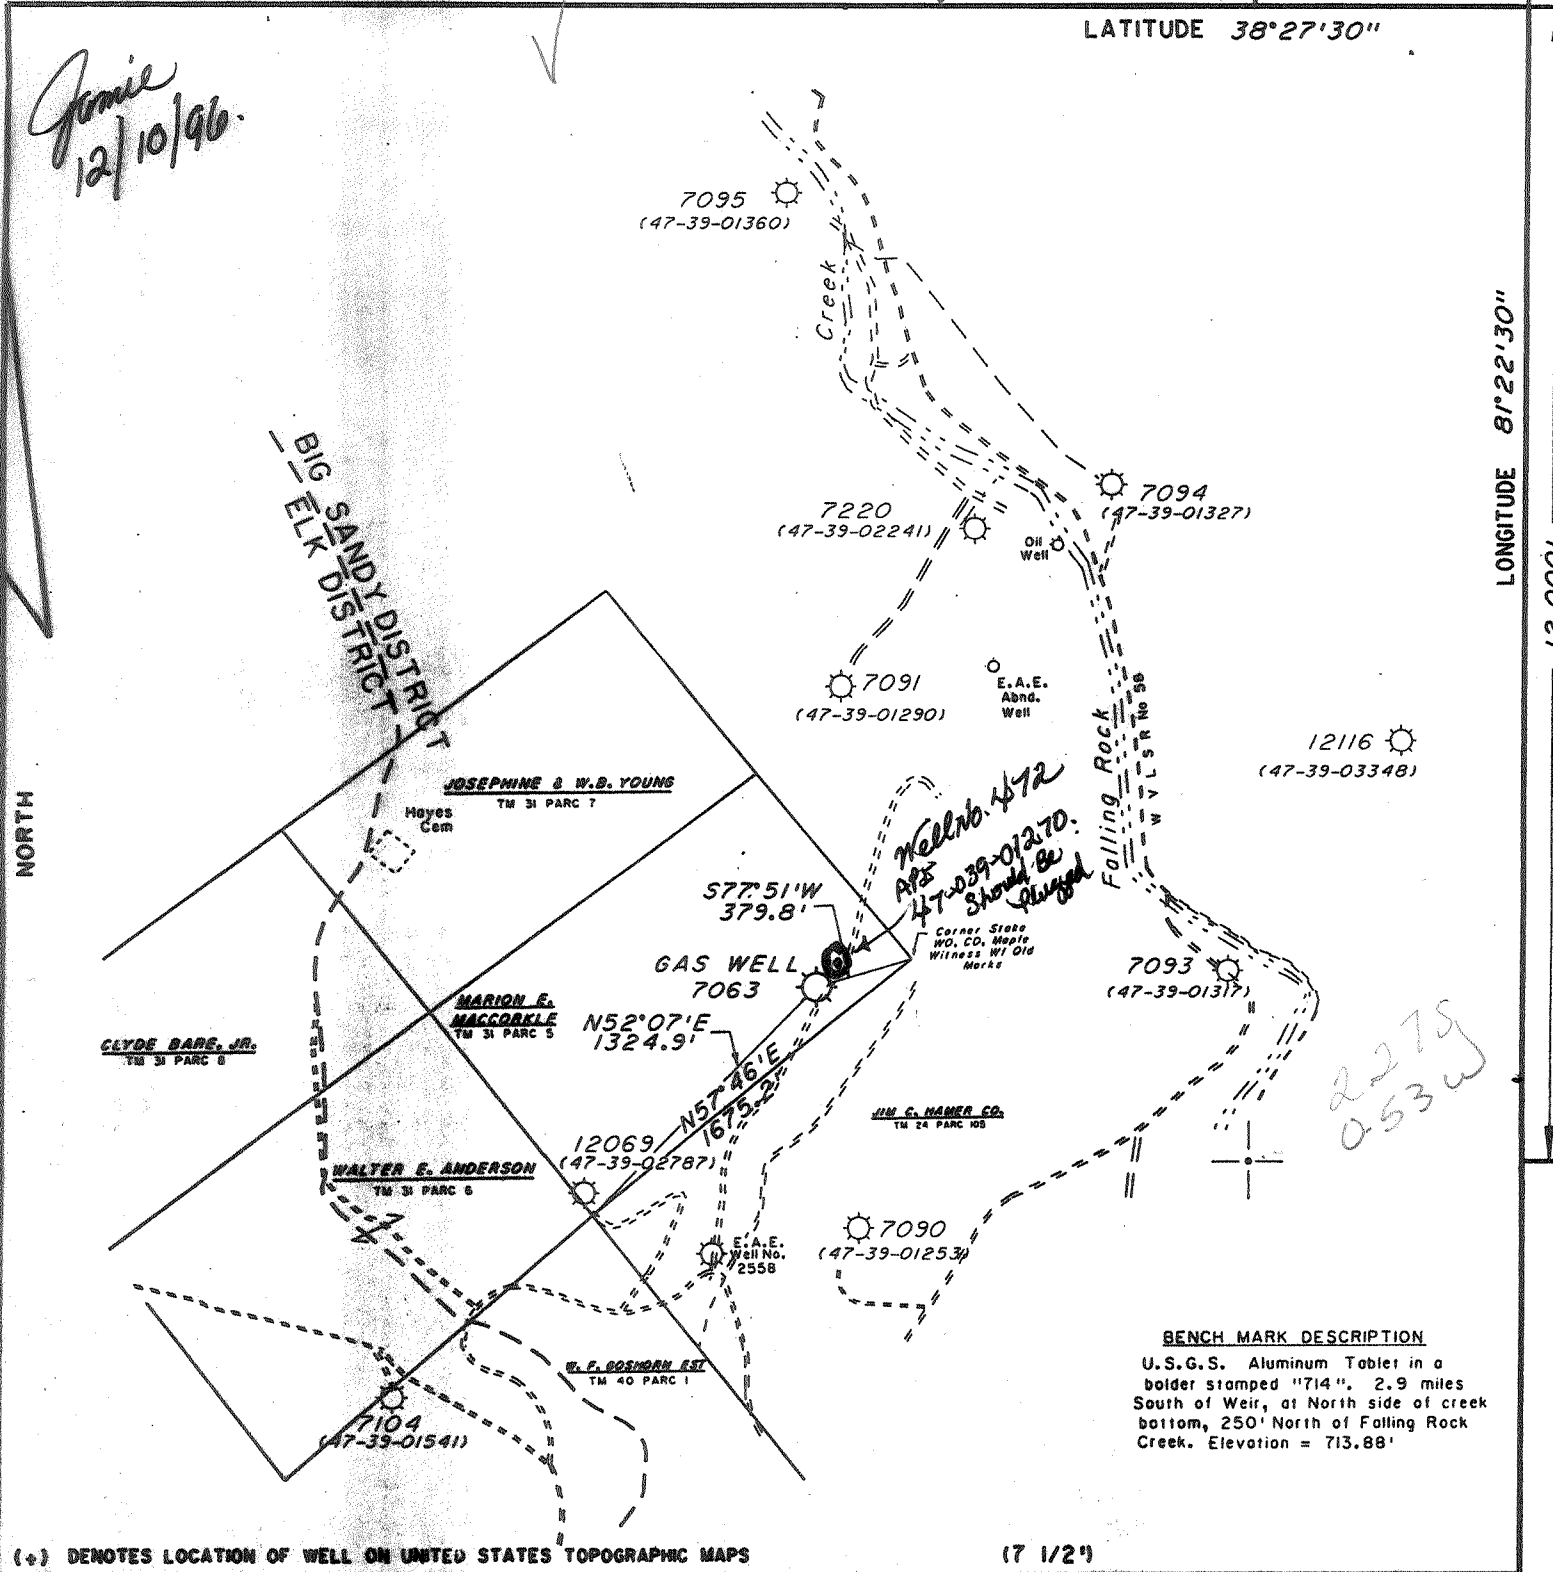 LATITUDE 38°27'30"
Jamie
12/10/96.
7095
(47-39-01360)
Creek
LONGITUDE 81°22'30"
BIG SANDY DISTRICT
ELK DISTRICT
7094
(47-39-01327)
7220
(47-39-02241)
Oil
Well
7091
(47-39-01290)
E.A.E.
Abnd.
Well
Falling Rock
W V L S R No 58
12116
(47-39-03348)
NORTH
JOSEPHINE & W.B. YOUNG
TM 31 PARC 7
Hayes
Cem
Well No. 472
API
47-039-01270.
Should Be
Plugged
S77°51'W
379.8'
Corner Stake
WO, CO, Maple
Witness W/ Old
Marks
GAS WELL
7063
7093
(47-39-01317)
MARION E.
MACCORKLE
TM 31 PARC 5
N52°07'E
1324.9'
CLYDE BARE, JR.
TM 31 PARC 8
N57°46'E
1675.2'
JIM C. HAMER CO.
TM 24 PARC 105
2.27S
0.53W
12069
(47-39-02787)
WALTER E. ANDERSON
TM 31 PARC 6
7090
(47-39-01253)
E.A.E.
Well No.
2558
BENCH MARK DESCRIPTION
U.S.G.S. Aluminum Tablet in a
bolder stamped "714". 2.9 miles
South of Weir, at North side of creek
bottom, 250' North of Falling Rock
Creek. Elevation = 713.88'
W. F. GOSHORN EST
TM 40 PARC 1
7104
(47-39-01541)
(+) DENOTES LOCATION OF WELL ON UNITED STATES TOPOGRAPHIC MAPS
(7 1/2")